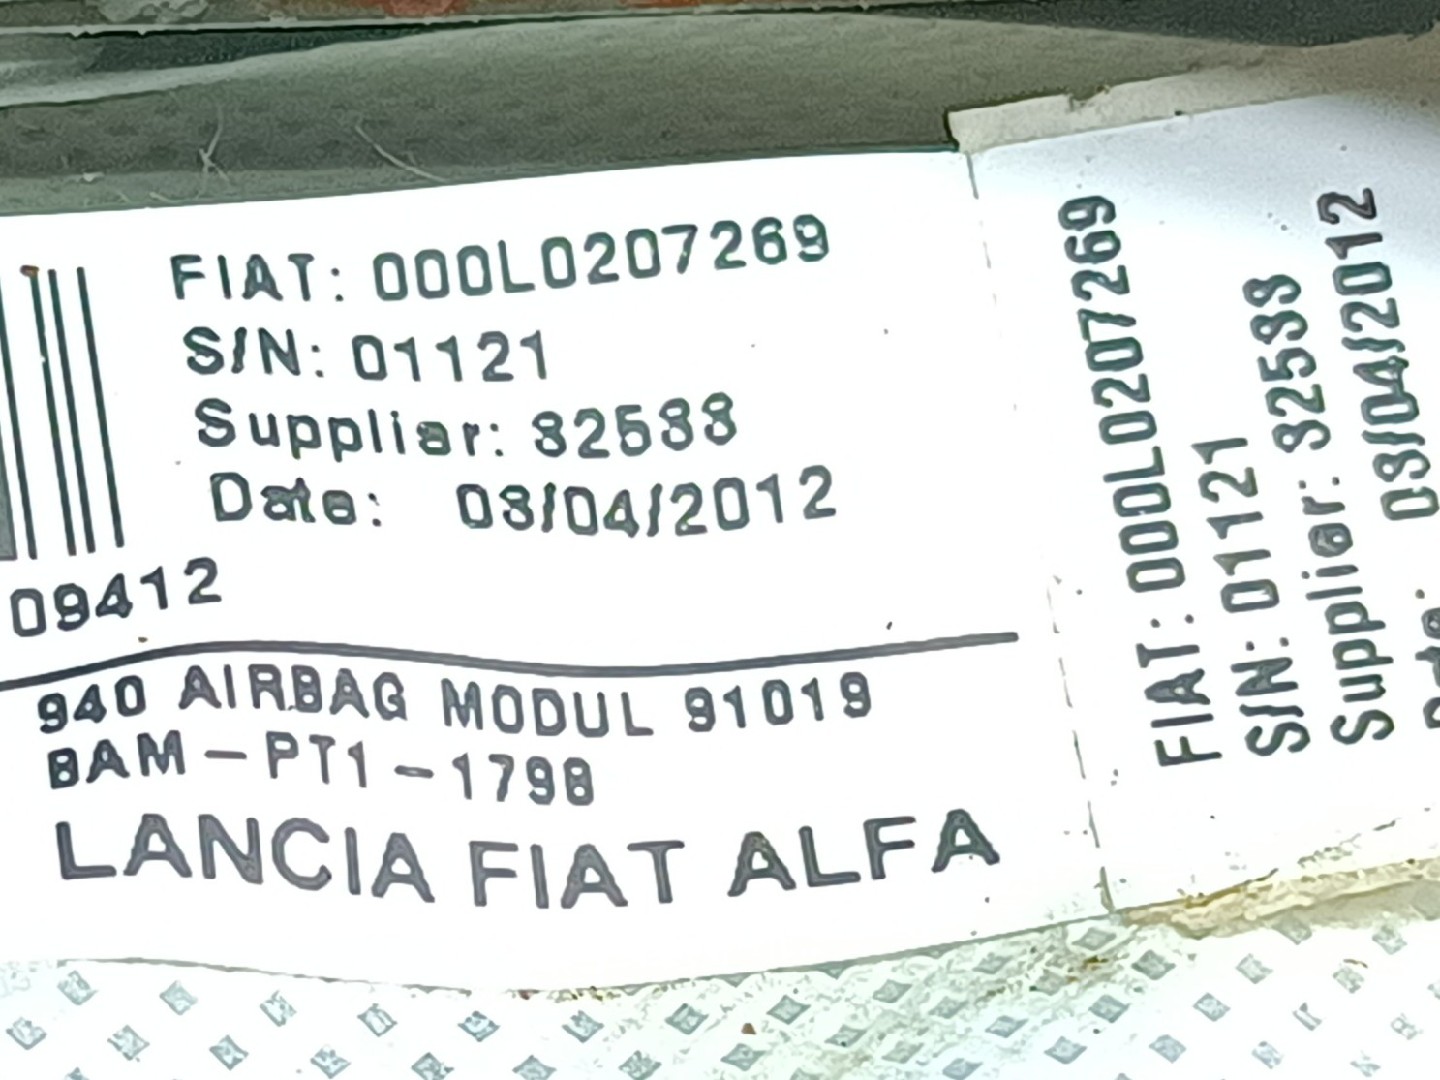 FIAT: 000L0207269
S/N: 01121
Supplier: 82588
Date: 08/04/2012
09412
940 AIRBAG MODUL 91019
BAM-PT1-1798
LANCIA FIAT ALFA
FIAT: 000L0207269
S/N: 01121
Supplier: 82588
08/04/2012